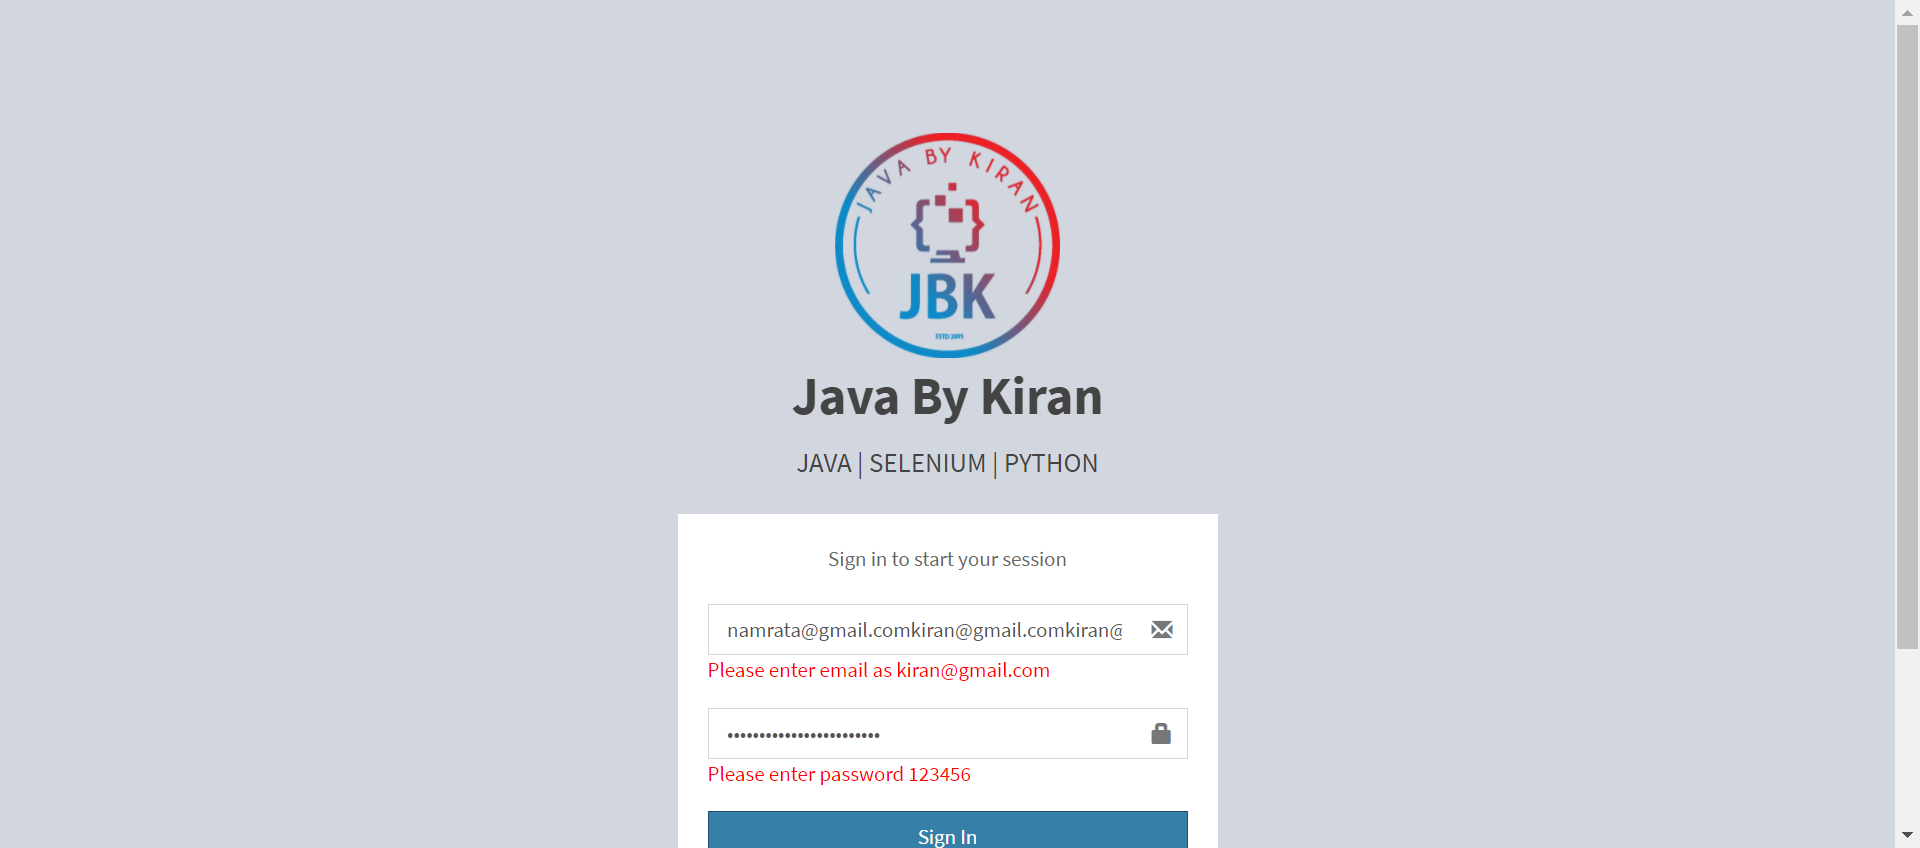 JAVA BY KIRAN
JBK
ESTD 2005
Java By Kiran
JAVA | SELENIUM | PYTHON
Sign in to start your session
namrata@gmail.comkiran@gmail.comkiran@
Please enter email as kiran@gmail.com
••••••••••••••••••••••••
Please enter password 123456
Sign In